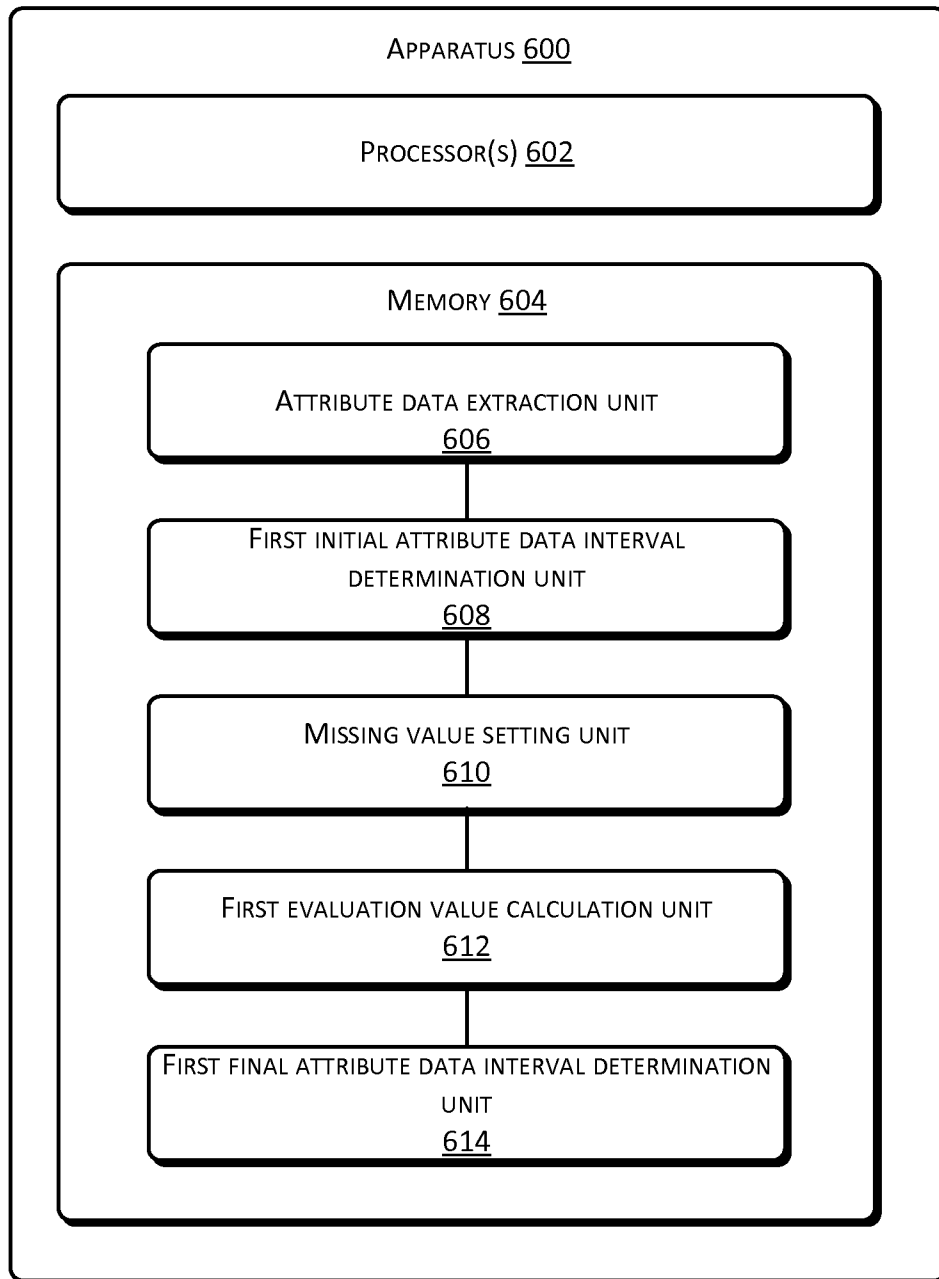 APPARATUS 600
PROCESSOR(S) 602
MEMORY 604
ATTRIBUTE DATA EXTRACTION UNIT
606
FIRST INITIAL ATTRIBUTE DATA INTERVAL
DETERMINATION UNIT
608
MISSING VALUE SETTING UNIT
610
FIRST EVALUATION VALUE CALCULATION UNIT
612
FIRST FINAL ATTRIBUTE DATA INTERVAL DETERMINATION
UNIT
614